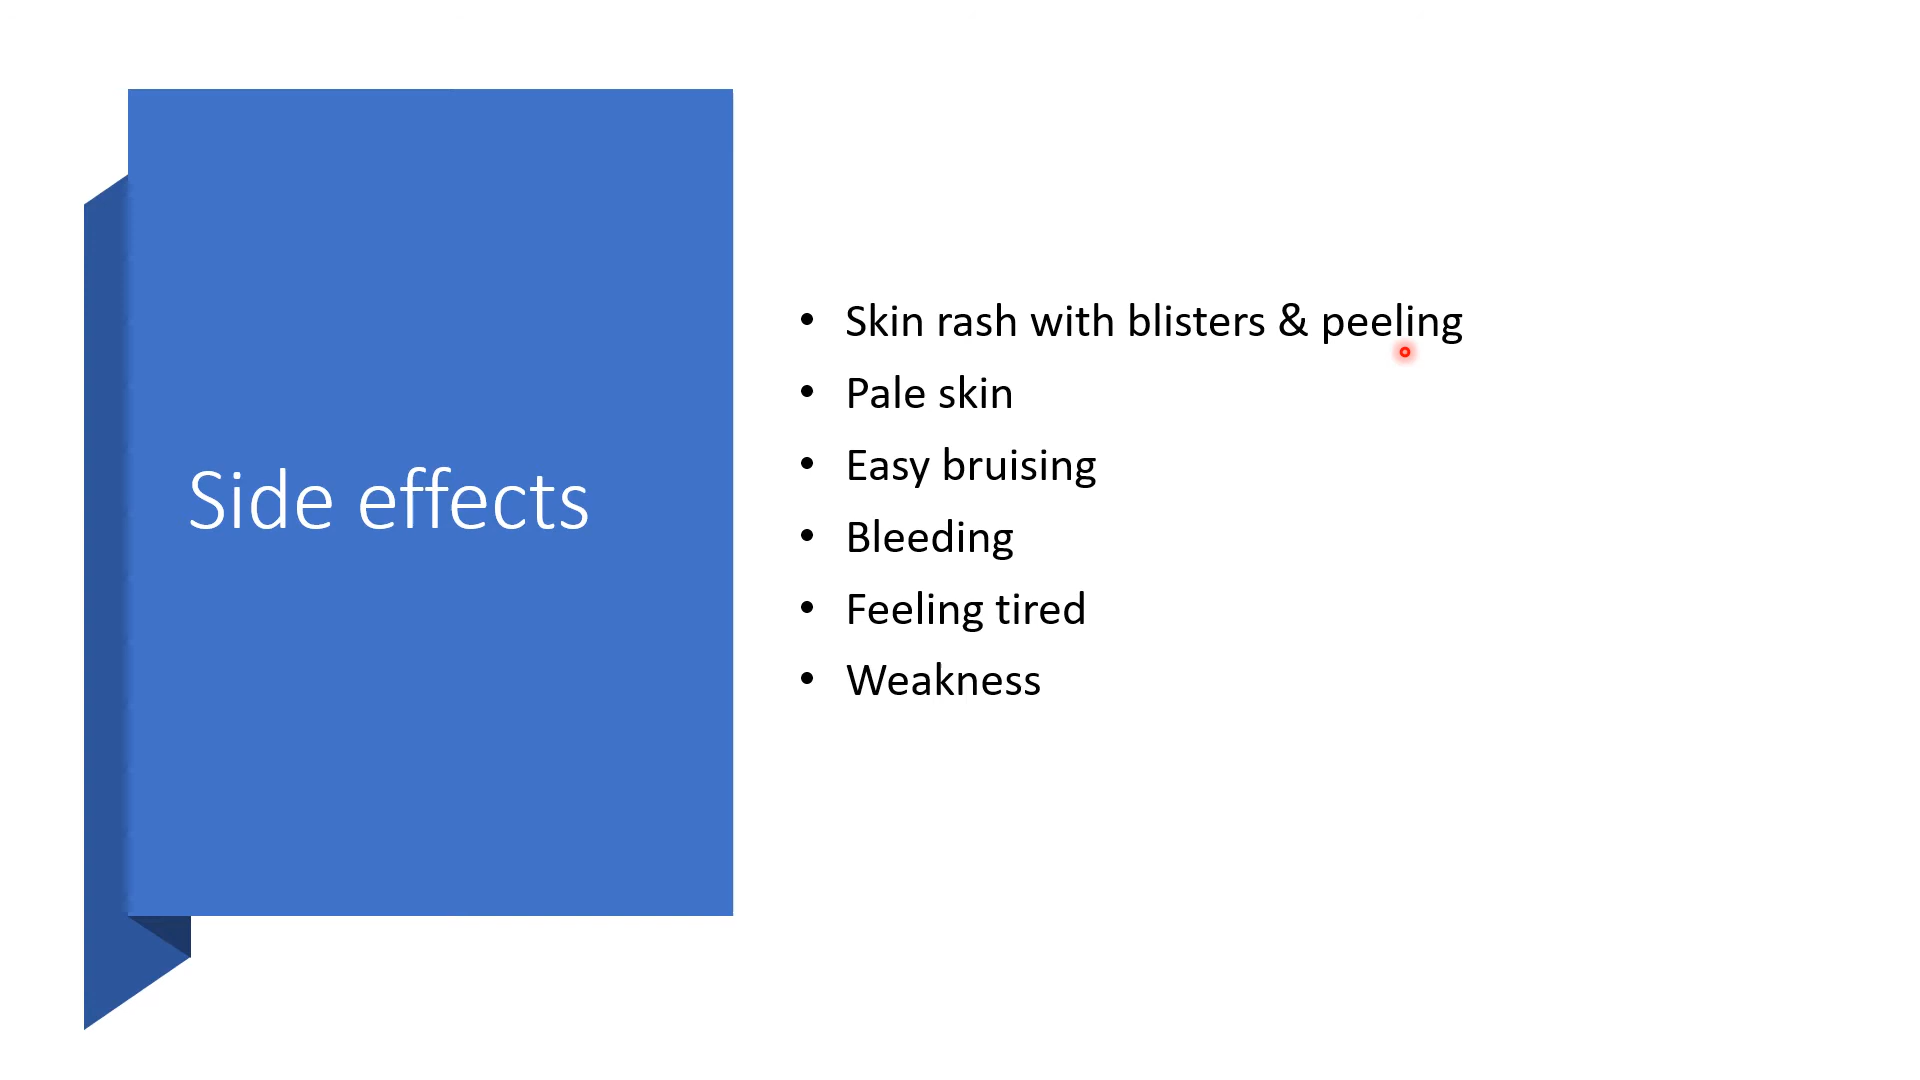 Side effects
• Skin rash with blisters & peeling
• Pale skin
• Easy bruising
• Bleeding
• Feeling tired
• Weakness